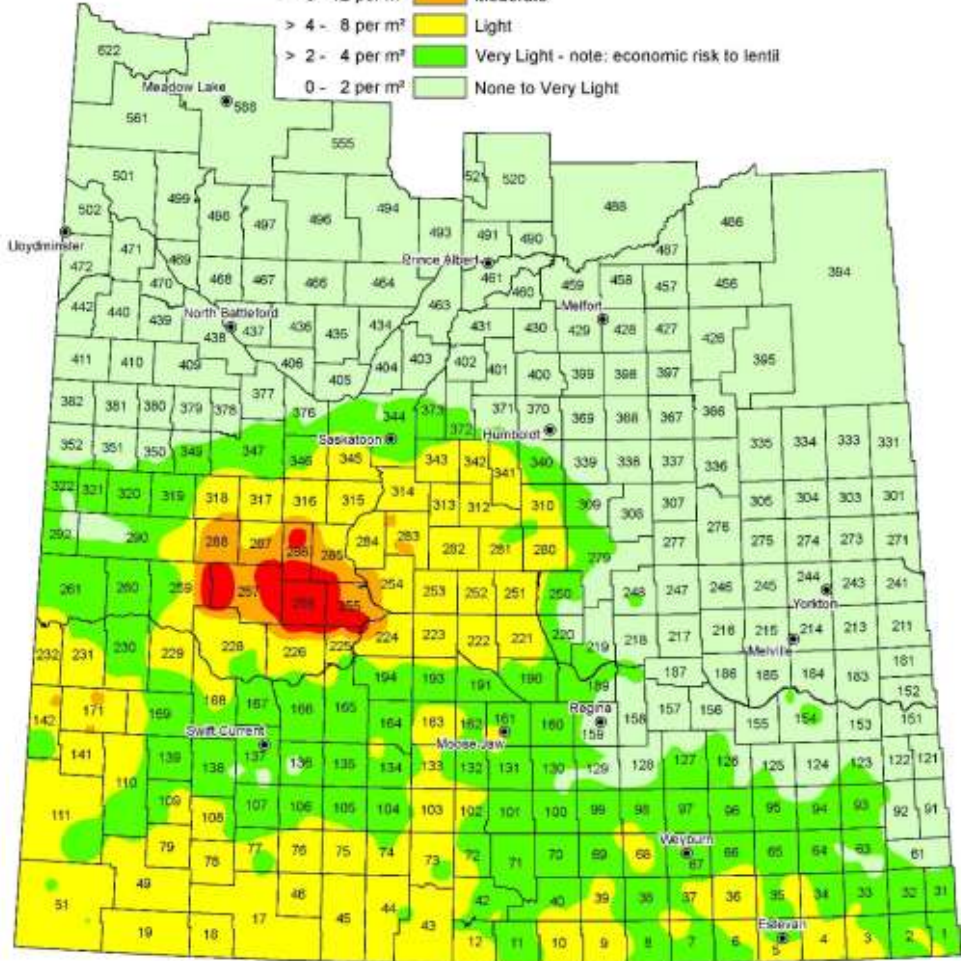 > 4 - 8 per m² Light
> 2 - 4 per m² Very Light - note: economic risk to lentil
0 - 2 per m² None to Very Light
622
Meadow Lake 588
561
555
501 499 498 497 496 494 520 488 486
502 493 491 490 487
Lloydminster 471 469 Prince Albert 394
472 470 468 467 466 464 461 460 459 458 457 456
442 440 439 North Battleford 463 Melfort
438 437 436 435 434 431 430 429 428 427 426
411 410 409 406 405 404 403 402 401 400 399 398 397 395
382 381 380 379 378 377 376 344 373 372 371 370 369 368 367 366
352 351 350 349 347 346 Saskatoon 345 343 342 341 Humboldt 340 339 338 337 336 335 334 333 331
322 321 320 319 318 317 316 315 314 313 312 310 309 308 307 305 304 303 301
292 290 288 287 286 285 284 283 282 281 280 279 277 276 275 274 273 271
261 260 259 257 256 255 254 253 252 251 250 248 247 246 245 244 243 241
Yorkton
232 231 230 229 228 226 225 224 223 222 221 220 219 218 217 216 215 214 213 211
Melville
194 193 191 190 189 187 186 185 184 183 181
142 171 169 168 167 166 165 164 163 162 161 160 Regina 159 158 157 156 155 154 153 152 151
Swift Current Moose Jaw
141 139 138 137 136 135 134 133 132 131 130 129 128 127 126 125 124 123 122 121
111 110 109 108 107 106 105 104 103 102 101 100 99 98 97 96 95 94 93 92 91
79 78 77 76 75 74 73 72 71 70 69 68 Weyburn 67 66 65 64 61
51 49 46 45 44 43 42 40 39 38 37 36 35 34 33 32 31
19 18 17 12 11 10 9 8 7 6 Estevan 5 4 3 2 1